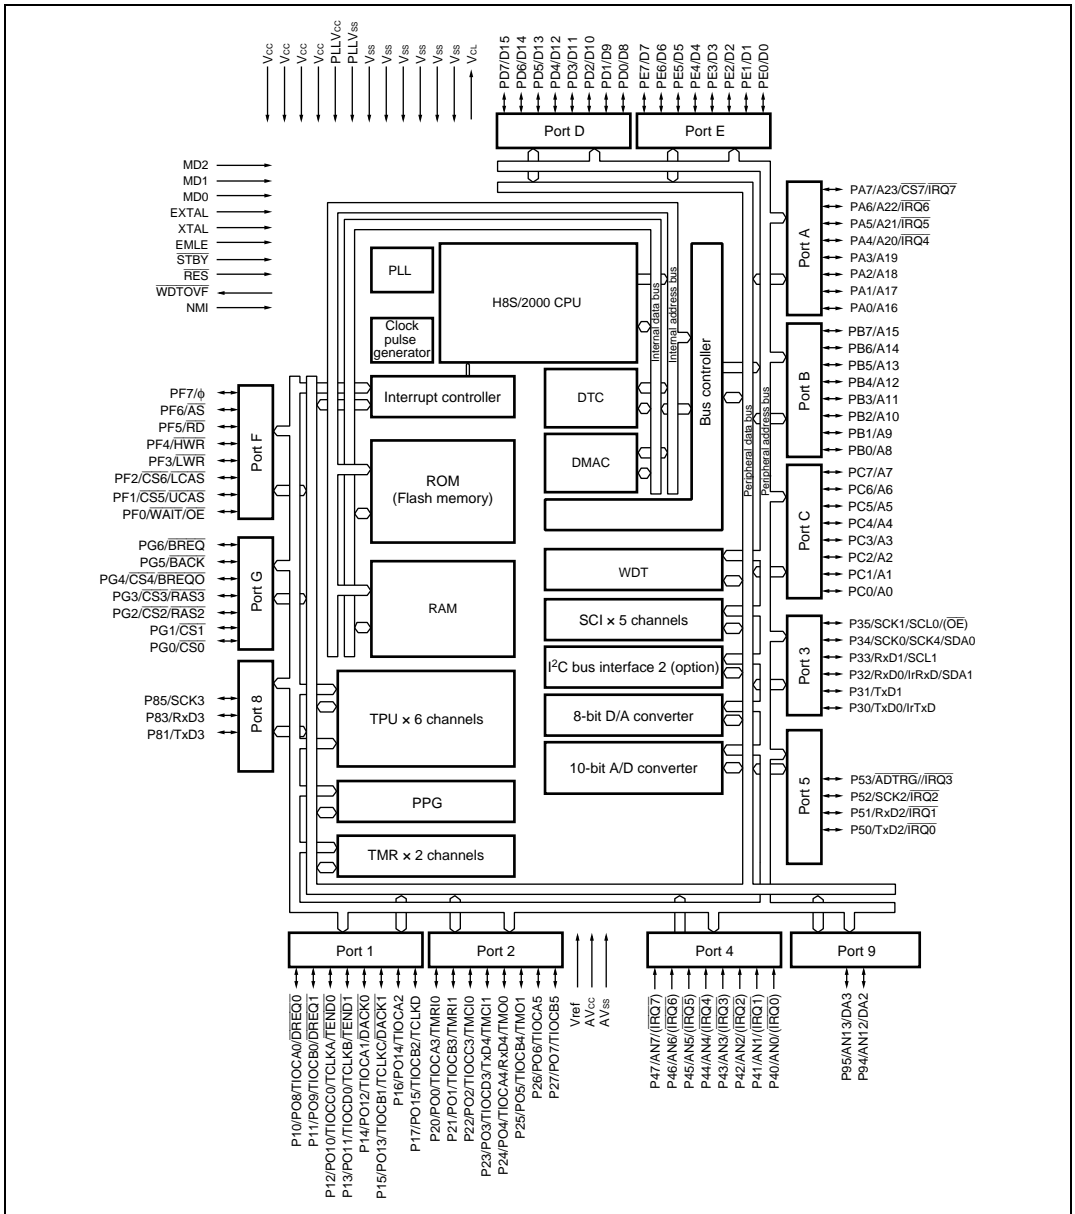 Vcc
Vcc
Vcc
Vcc
PLLVcc
PLLVss
Vss
Vss
Vss
Vss
Vss
Vss
VCL
PD7/D15
PD6/D14
PD5/D13
PD4/D12
PD3/D11
PD2/D10
PD1/D9
PD0/D8
PE7/D7
PE6/D6
PE5/D5
PE4/D4
PE3/D3
PE2/D2
PE1/D1
PE0/D0
Port D
Port E
MD2
MD1
MD0
EXTAL
XTAL
EMLE
STBY
RES
WDTOVF
NMI
PLL
Clock
pulse
generator
H8S/2000 CPU
Interrupt controller
DTC
DMAC
ROM
(Flash memory)
RAM
Internal data bus
Internal address bus
Bus controller
Peripheral data bus
Peripheral address bus
WDT
SCI × 5 channels
I²C bus interface 2 (option)
8-bit D/A converter
10-bit A/D converter
TPU × 6 channels
PPG
TMR × 2 channels
Port A
PA7/A23/CS7/IRQ7
PA6/A22/IRQ6
PA5/A21/IRQ5
PA4/A20/IRQ4
PA3/A19
PA2/A18
PA1/A17
PA0/A16
Port B
PB7/A15
PB6/A14
PB5/A13
PB4/A12
PB3/A11
PB2/A10
PB1/A9
PB0/A8
Port C
PC7/A7
PC6/A6
PC5/A5
PC4/A4
PC3/A3
PC2/A2
PC1/A1
PC0/A0
Port 3
P35/SCK1/SCL0/(OE)
P34/SCK0/SCK4/SDA0
P33/RxD1/SCL1
P32/RxD0/IrRxD/SDA1
P31/TxD1
P30/TxD0/IrTxD
Port 5
P53/ADTRG//IRQ3
P52/SCK2/IRQ2
P51/RxD2/IRQ1
P50/TxD2/IRQ0
PF7/ϕ
PF6/AS
PF5/RD
PF4/HWR
PF3/LWR
PF2/CS6/LCAS
PF1/CS5/UCAS
PF0/WAIT/OE
Port F
PG6/BREQ
PG5/BACK
PG4/CS4/BREQO
PG3/CS3/RAS3
PG2/CS2/RAS2
PG1/CS1
PG0/CS0
Port G
P85/SCK3
P83/RxD3
P81/TxD3
Port 8
Port 1
Port 2
Port 4
Port 9
P10/PO8/TIOCA0/DREQ0
P11/PO9/TIOCB0/DREQ1
P12/PO10/TIOCC0/TCLKA/TEND0
P13/PO11/TIOCD0/TCLKB/TEND1
P14/PO12/TIOCA1/DACK0
P15/PO13/TIOCB1/TCLKC/DACK1
P16/PO14/TIOCA2
P17/PO15/TIOCB2/TCLKD
P20/PO0/TIOCA3/TMRI0
P21/PO1/TIOCB3/TMRI1
P22/PO2/TIOCC3/TMCI0
P23/PO3/TIOCD3/TxD4/TMCI1
P24/PO4/TIOCA4/RxD4/TMO0
P25/PO5/TIOCB4/TMO1
P26/PO6/TIOCA5
P27/PO7/TIOCB5
Vref
AVcc
AVss
P47/AN7/(IRQ7)
P46/AN6/(IRQ6)
P45/AN5/(IRQ5)
P44/AN4/(IRQ4)
P43/AN3/(IRQ3)
P42/AN2/(IRQ2)
P41/AN1/(IRQ1)
P40/AN0/(IRQ0)
P95/AN13/DA3
P94/AN12/DA2